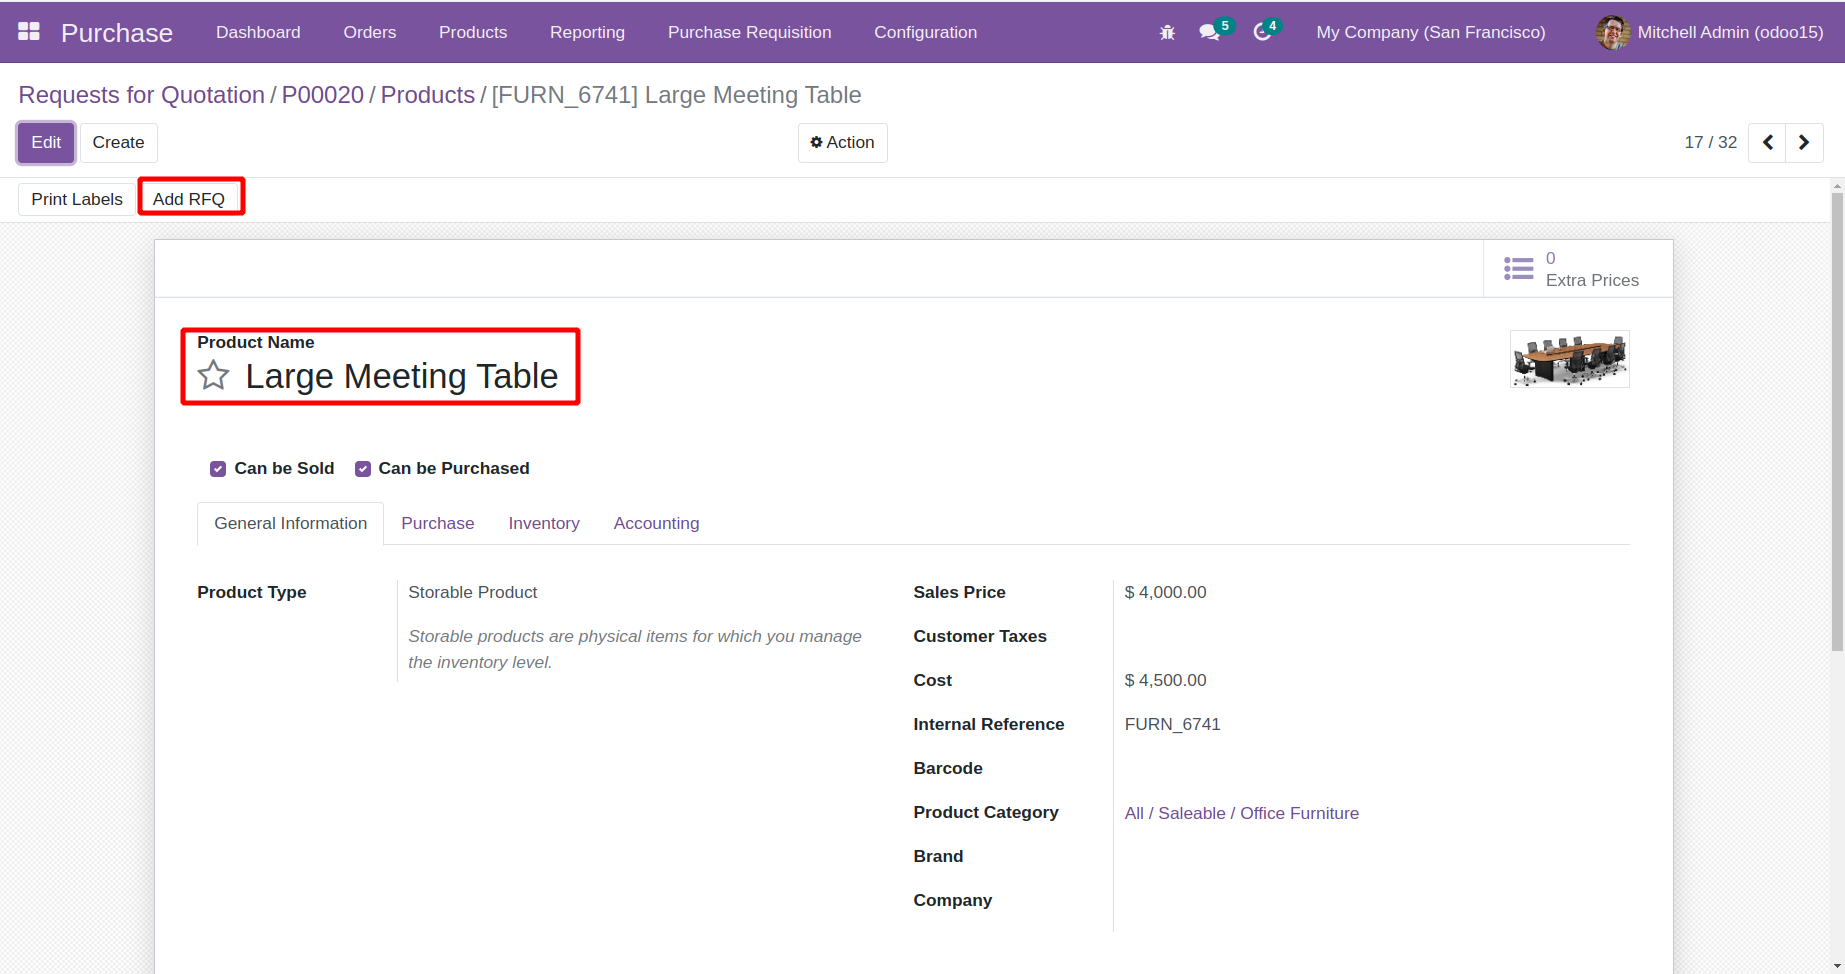 Purchase Dashboard Orders Products Reporting Purchase Requisition Configuration 5 4 My Company (San Francisco) Mitchell Admin (odoo15)
Requests for Quotation / P00020 / Products / [FURN_6741] Large Meeting Table
Edit Create Action 17 / 32
Print Labels Add RFQ
0
Extra Prices
Product Name
Large Meeting Table
Can be Sold Can be Purchased
General Information Purchase Inventory Accounting
Product Type Storable Product
Storable products are physical items for which you manage
the inventory level.
Sales Price $ 4,000.00
Customer Taxes
Cost $ 4,500.00
Internal Reference FURN_6741
Barcode
Product Category All / Saleable / Office Furniture
Brand
Company